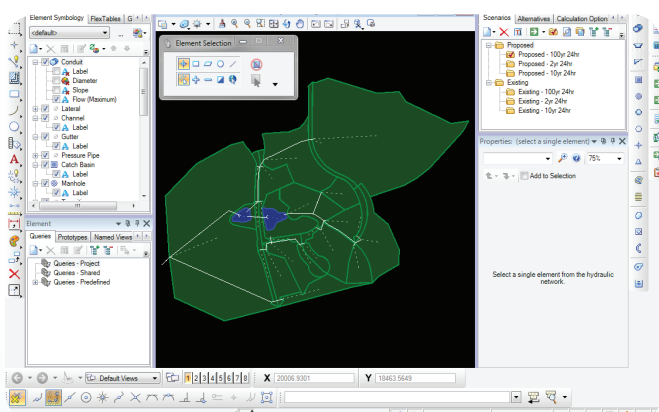 Element Symbology FlexTables G
<default>
Conduit
Label
Diameter
Slope
Flow (Maximum)
Lateral
Channel
Label
Gutter
Label
Pressure Pipe
Catch Basin
Label
Manhole
Label
Element
Queries Prototypes Named Views
Queries - Project
Queries - Shared
Queries - Predefined
Element Selection
Scenarios Alternatives Calculation Option
Proposed
Proposed - 100yr 24hr
Proposed - 2yr 24hr
Proposed - 10yr 24hr
Existing
Existing - 100yr 24hr
Existing - 2yr 24hr
Existing - 10yr 24hr
Properties: (select a single element)
75%
Add to Selection
Select a single element from the hydraulic
network.
Default Views 1 2 3 4 5 6 7 8 X 20006.9301 Y 18463.5649